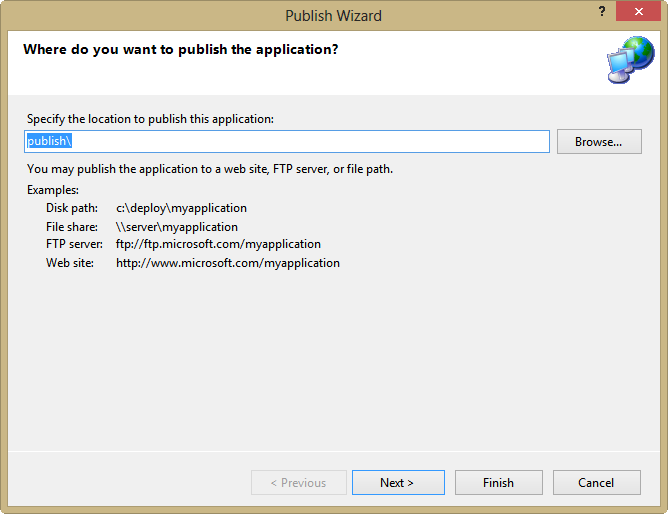 Publish Wizard
?
Where do you want to publish the application?
Specify the location to publish this application:
publish\
Browse...
You may publish the application to a web site, FTP server, or file path.
Examples:
Disk path: c:\deploy\myapplication
File share: \\server\myapplication
FTP server: ftp://ftp.microsoft.com/myapplication
Web site: http://www.microsoft.com/myapplication
< Previous
Next >
Finish
Cancel